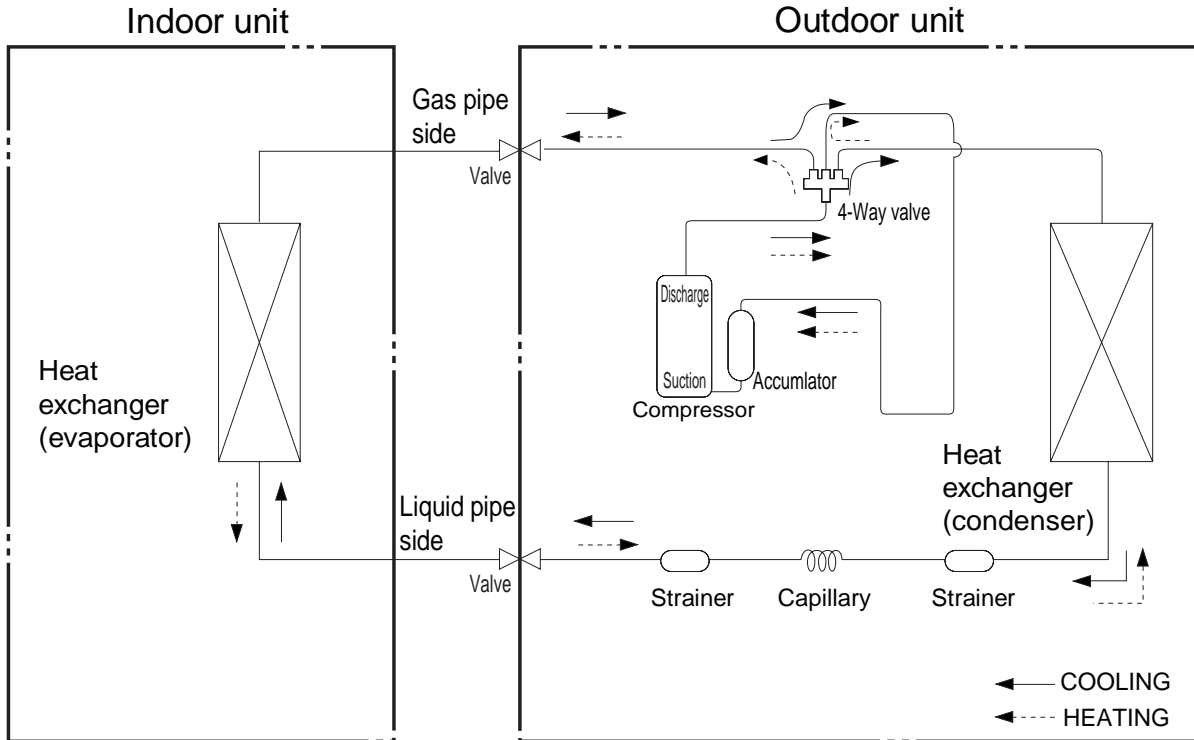 Indoor unit
Outdoor unit
Gas pipe
side
Valve
4-Way valve
Discharge
Suction
Accumlator
Compressor
Heat
exchanger
(evaporator)
Heat
exchanger
(condenser)
Liquid pipe
side
Valve
Strainer
Capillary
Strainer
COOLING
HEATING